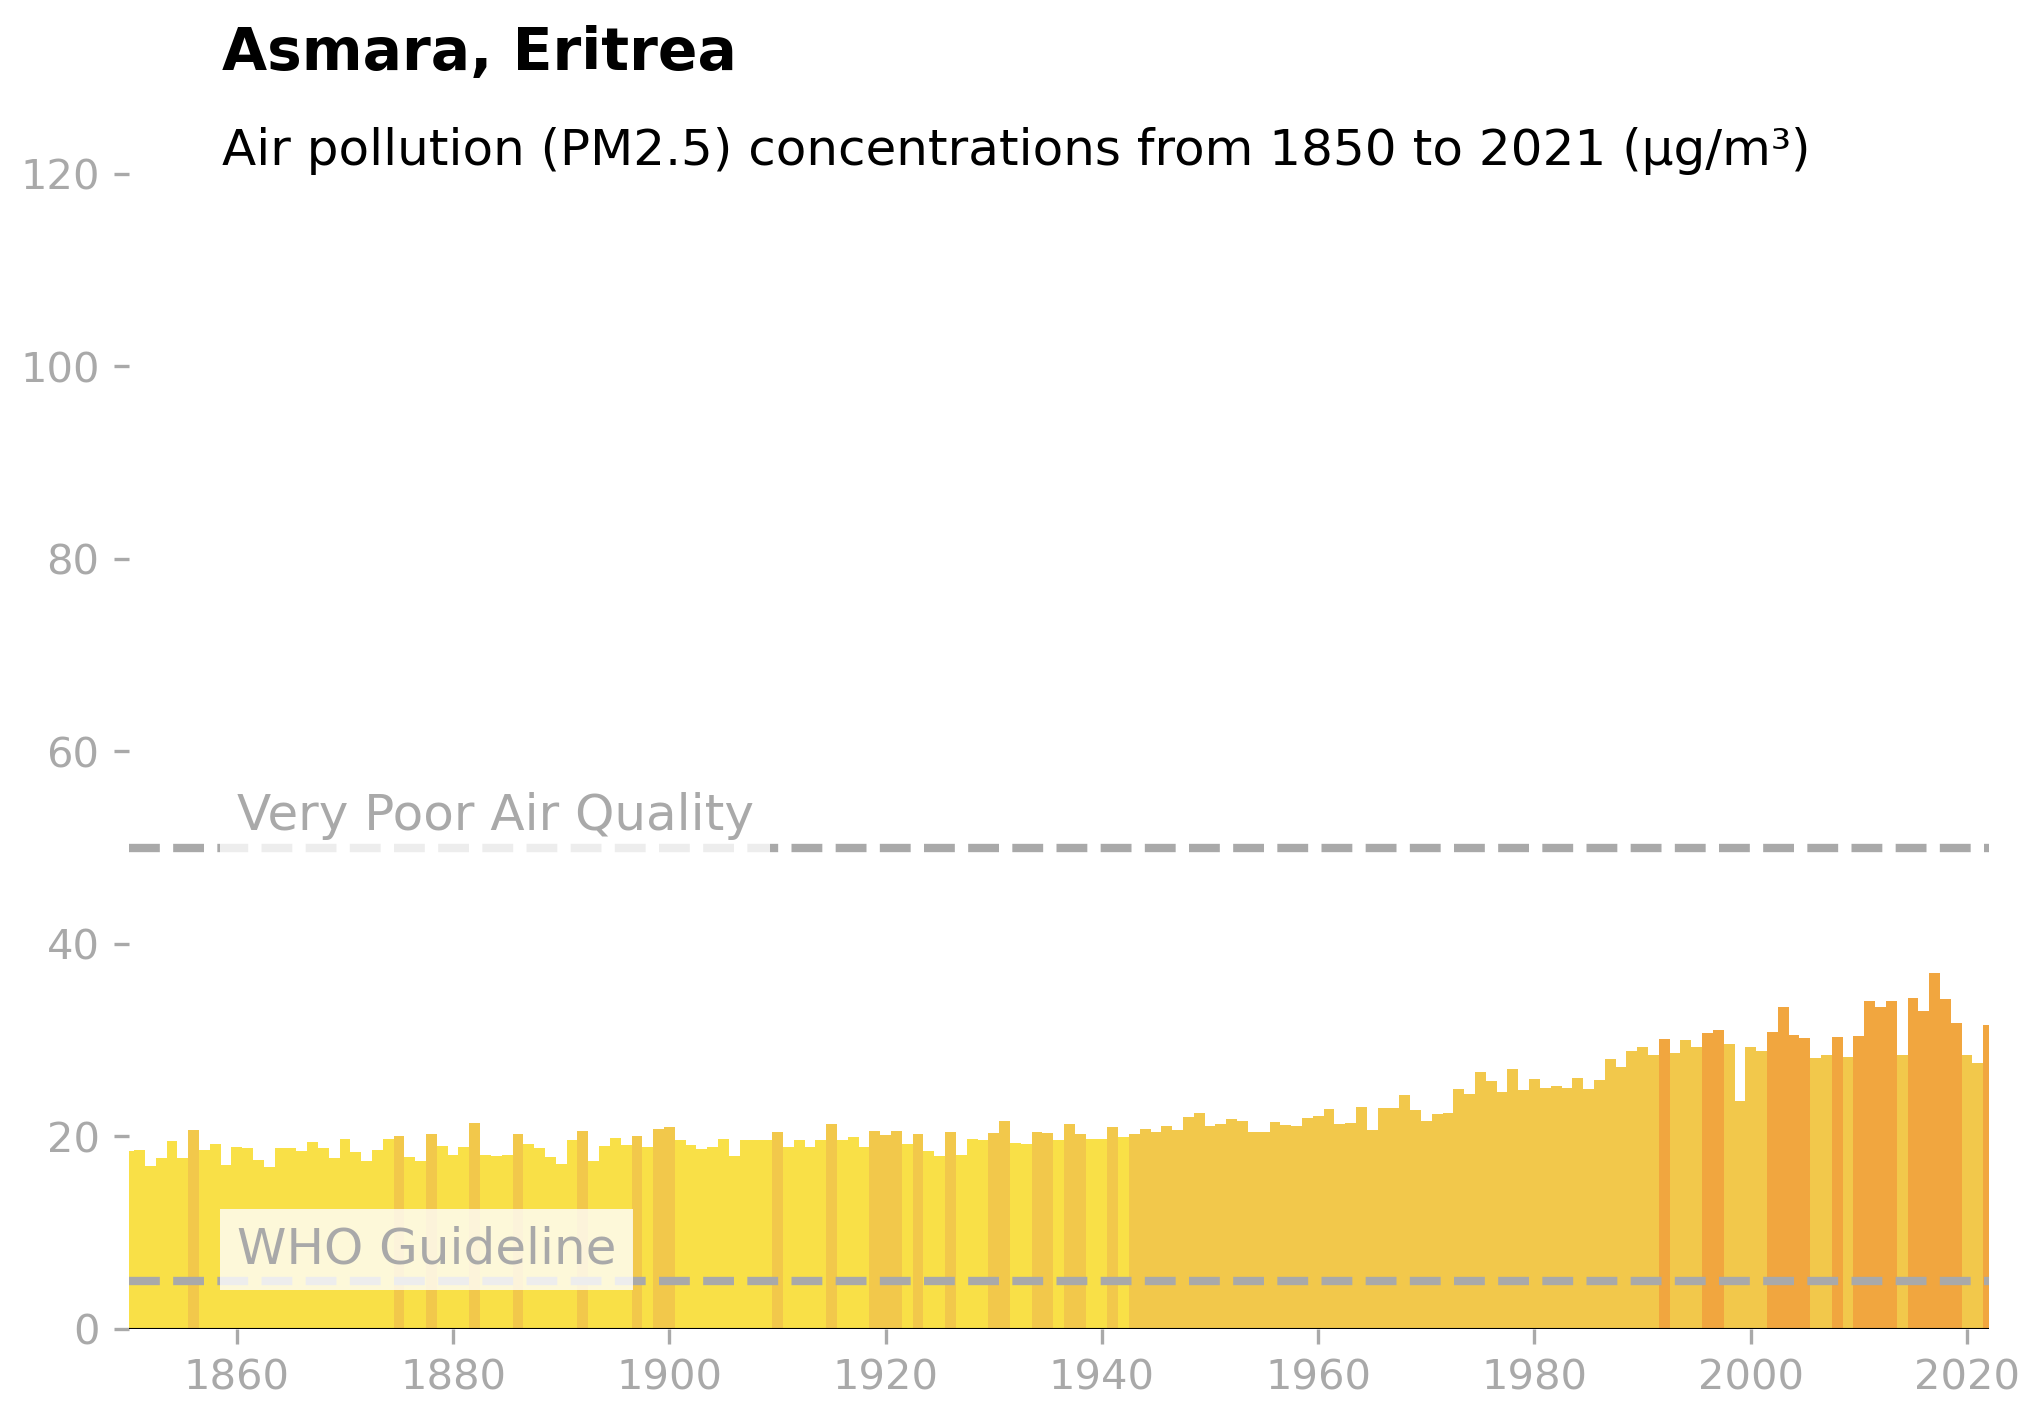 Asmara, Eritrea
Air pollution (PM2.5) concentrations from 1850 to 2021 (µg/m³)
120
100
80
60
Very Poor Air Quality
40
20
WHO Guideline
0
1860 1880 1900 1920 1940 1960 1980 2000 2020